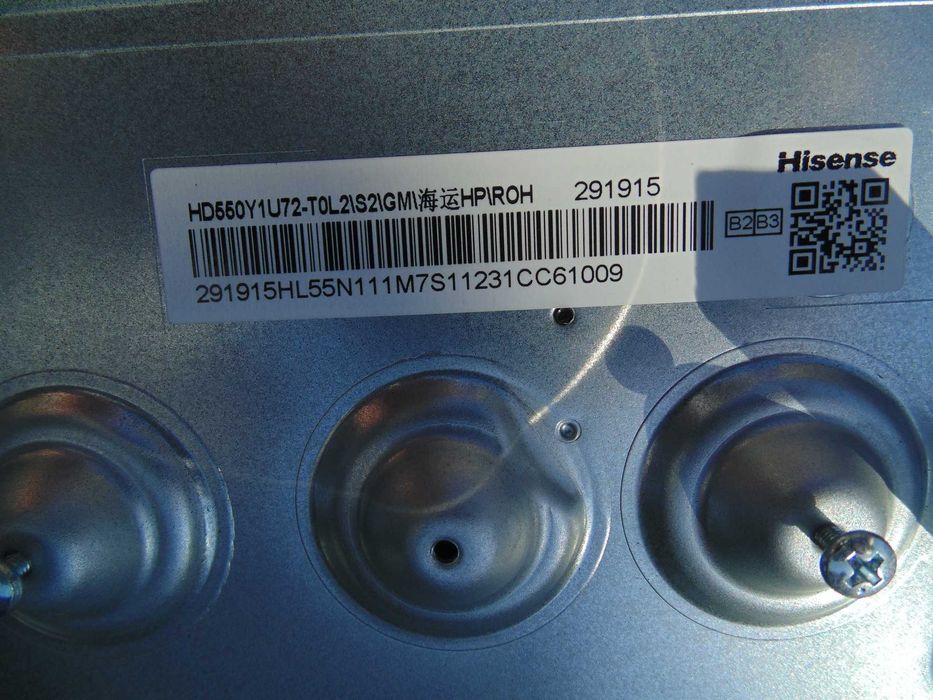 Hisense
HD550Y1U72-T0L2\S2\GM\海运HP\ROH 291915
B2 B3
291915HL55N111M7S11231CC61009